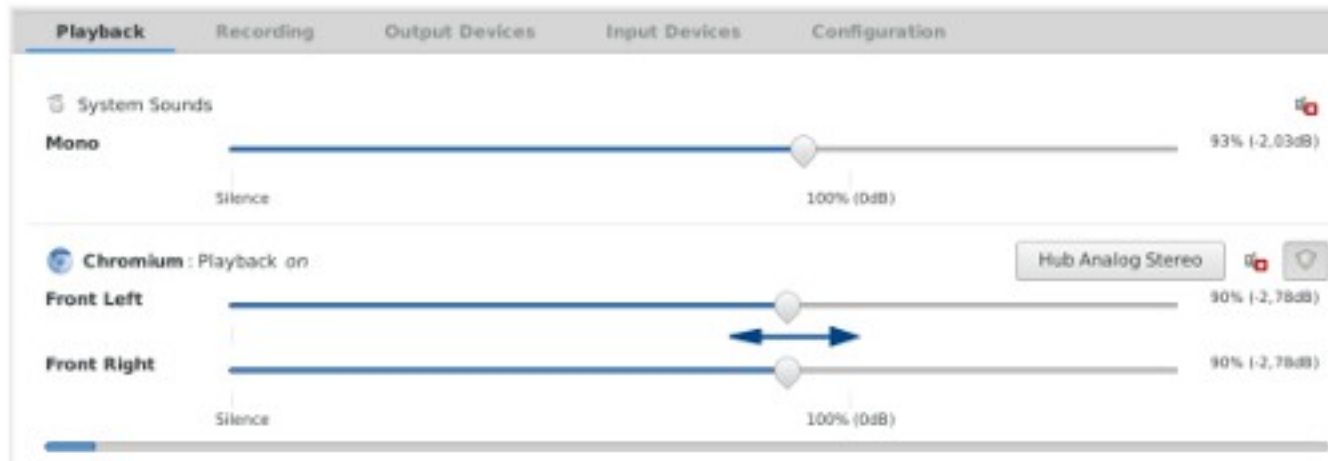 Playback Recording Output Devices Input Devices Configuration
System Sounds
Mono 93% (-2,03dB)
Silence 100% (0dB)
Chromium : Playback on Hub Analog Stereo
Front Left 90% (-2,78dB)
Front Right 90% (-2,78dB)
Silence 100% (0dB)